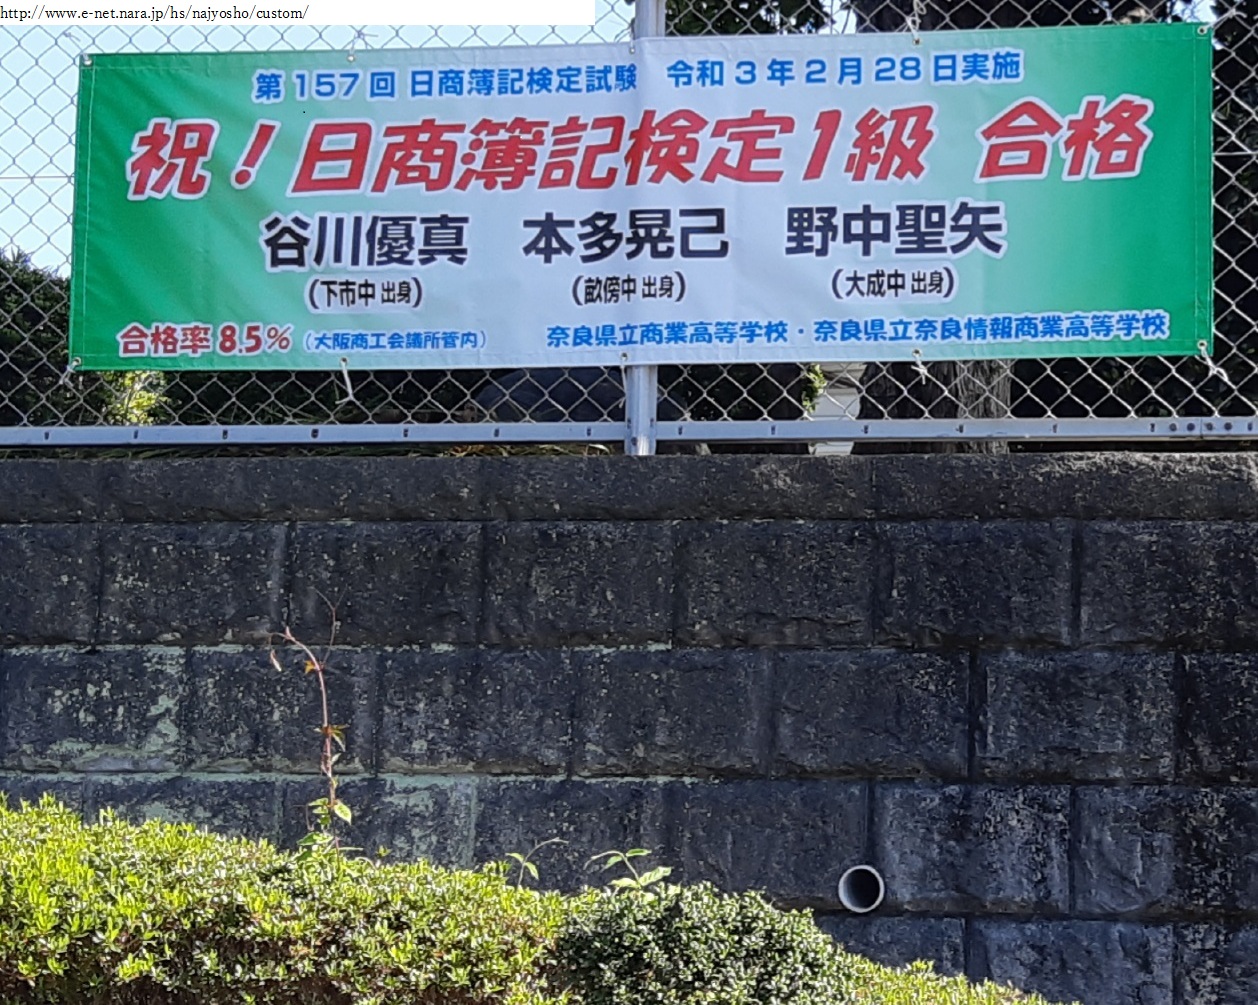 http://www.e-net.nara.jp/hs/najyosho/custom/
第157回 日商簿記検定試験 令和3年2月28日実施
祝！日商簿記検定1級 合格
谷川優真 本多晃己 野中聖矢
（下市中 出身） （畝傍中 出身） （大成中 出身）
合格率 8.5%（大阪商工会議所管内） 奈良県立商業高等学校・奈良県立奈良情報商業高等学校